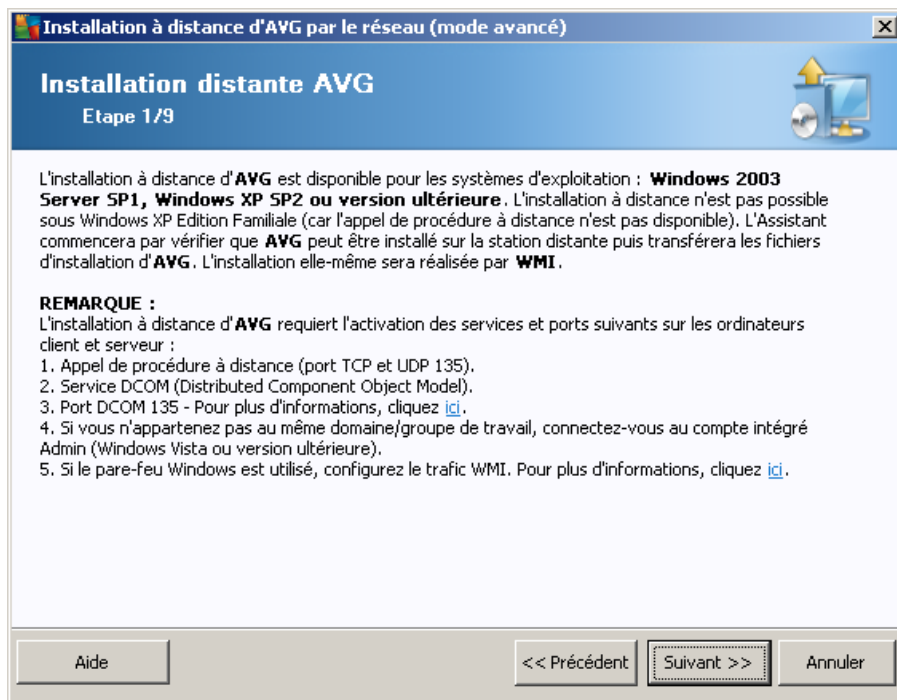 Installation à distance d'AVG par le réseau (mode avancé)
Installation distante AVG
Etape 1/9
L'installation à distance d'AVG est disponible pour les systèmes d'exploitation : Windows 2003
Server SP1, Windows XP SP2 ou version ultérieure. L'installation à distance n'est pas possible
sous Windows XP Edition Familiale (car l'appel de procédure à distance n'est pas disponible). L'Assistant
commencera par vérifier que AVG peut être installé sur la station distante puis transférera les fichiers
d'installation d'AVG. L'installation elle-même sera réalisée par WMI.
REMARQUE :
L'installation à distance d'AVG requiert l'activation des services et ports suivants sur les ordinateurs
client et serveur :
1. Appel de procédure à distance (port TCP et UDP 135).
2. Service DCOM (Distributed Component Object Model).
3. Port DCOM 135 - Pour plus d'informations, cliquez ici.
4. Si vous n'appartenez pas au même domaine/groupe de travail, connectez-vous au compte intégré
Admin (Windows Vista ou version ultérieure).
5. Si le pare-feu Windows est utilisé, configurez le trafic WMI. Pour plus d'informations, cliquez ici.
Aide
<< Précédent
Suivant >>
Annuler